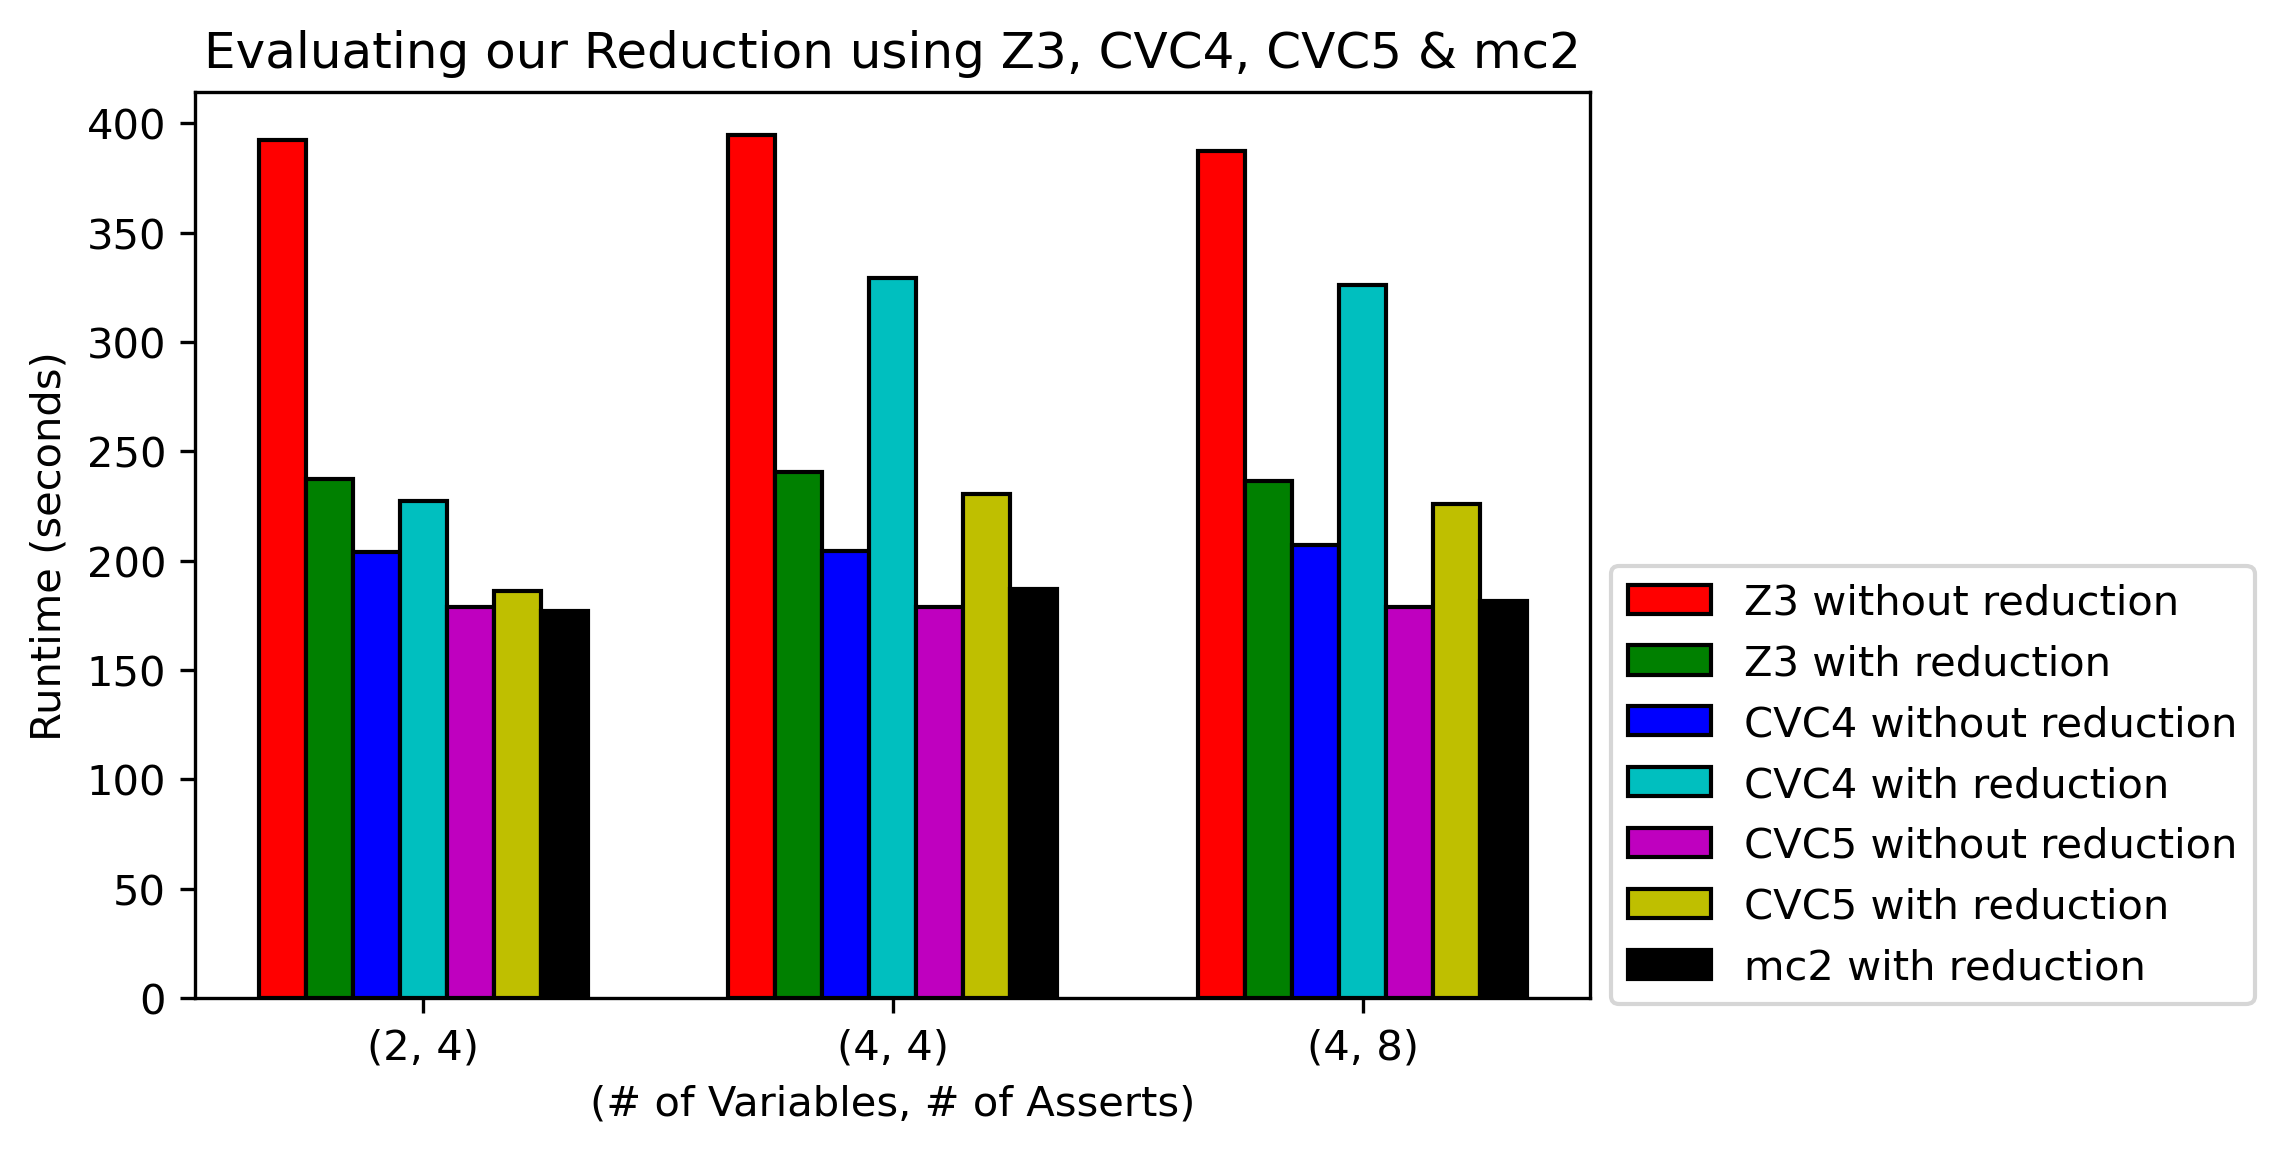 Evaluating our Reduction using Z3, CVC4, CVC5 & mc2
400
350
300
250
200
150
100
50
0
Runtime (seconds)
(2, 4)
(4, 4)
(4, 8)
(# of Variables, # of Asserts)
Z3 without reduction
Z3 with reduction
CVC4 without reduction
CVC4 with reduction
CVC5 without reduction
CVC5 with reduction
mc2 with reduction